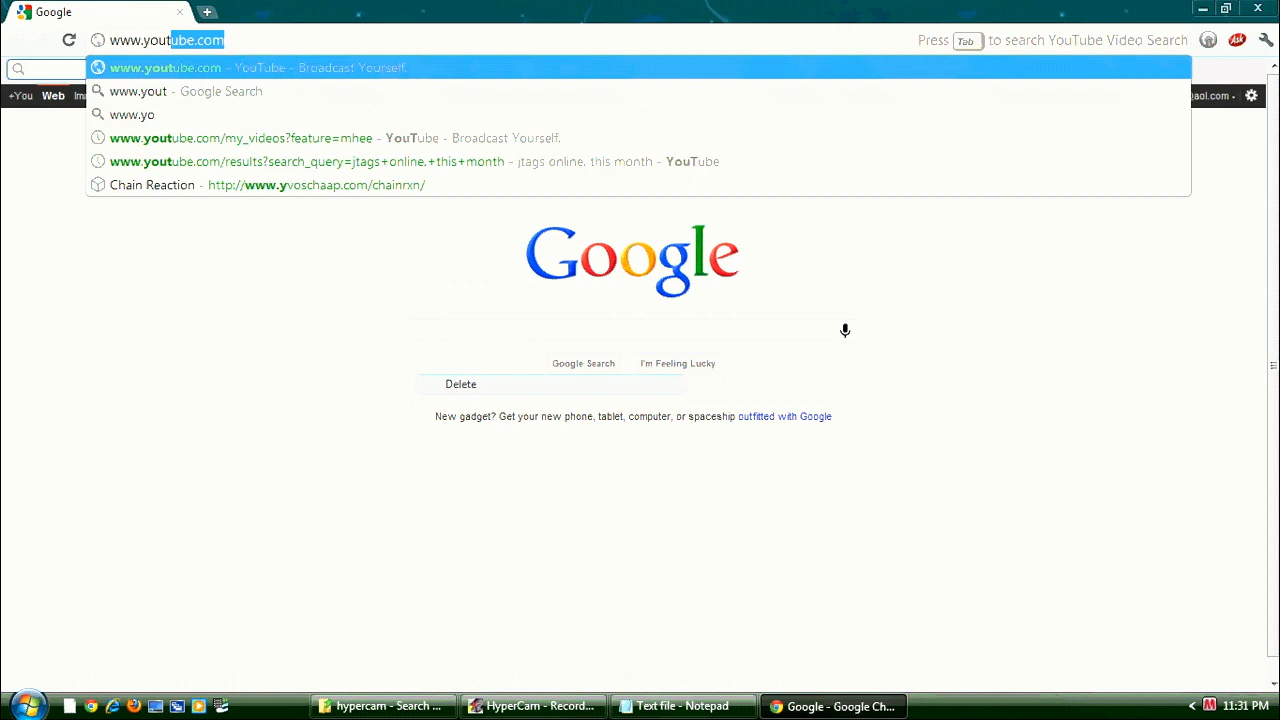 Google
www.youtube.com
Press Tab to search YouTube Video Search
www.youtube.com - YouTube - Broadcast Yourself.
www.yout - Google Search
+You Web
@aol.com
www.yo
www.youtube.com/my_videos?feature=mhee - YouTube - Broadcast Yourself.
www.youtube.com/results?search_query=jtags+online.+this+month - jtags online. this month - YouTube
Chain Reaction - http://www.yvoschaap.com/chainrxn/
Google
Google Search I'm Feeling Lucky
Delete
New gadget? Get your new phone, tablet, computer, or spaceship outfitted with Google
hypercam - Search ... HyperCam - Record... Text file - Notepad Google - Google Ch... 11:31 PM